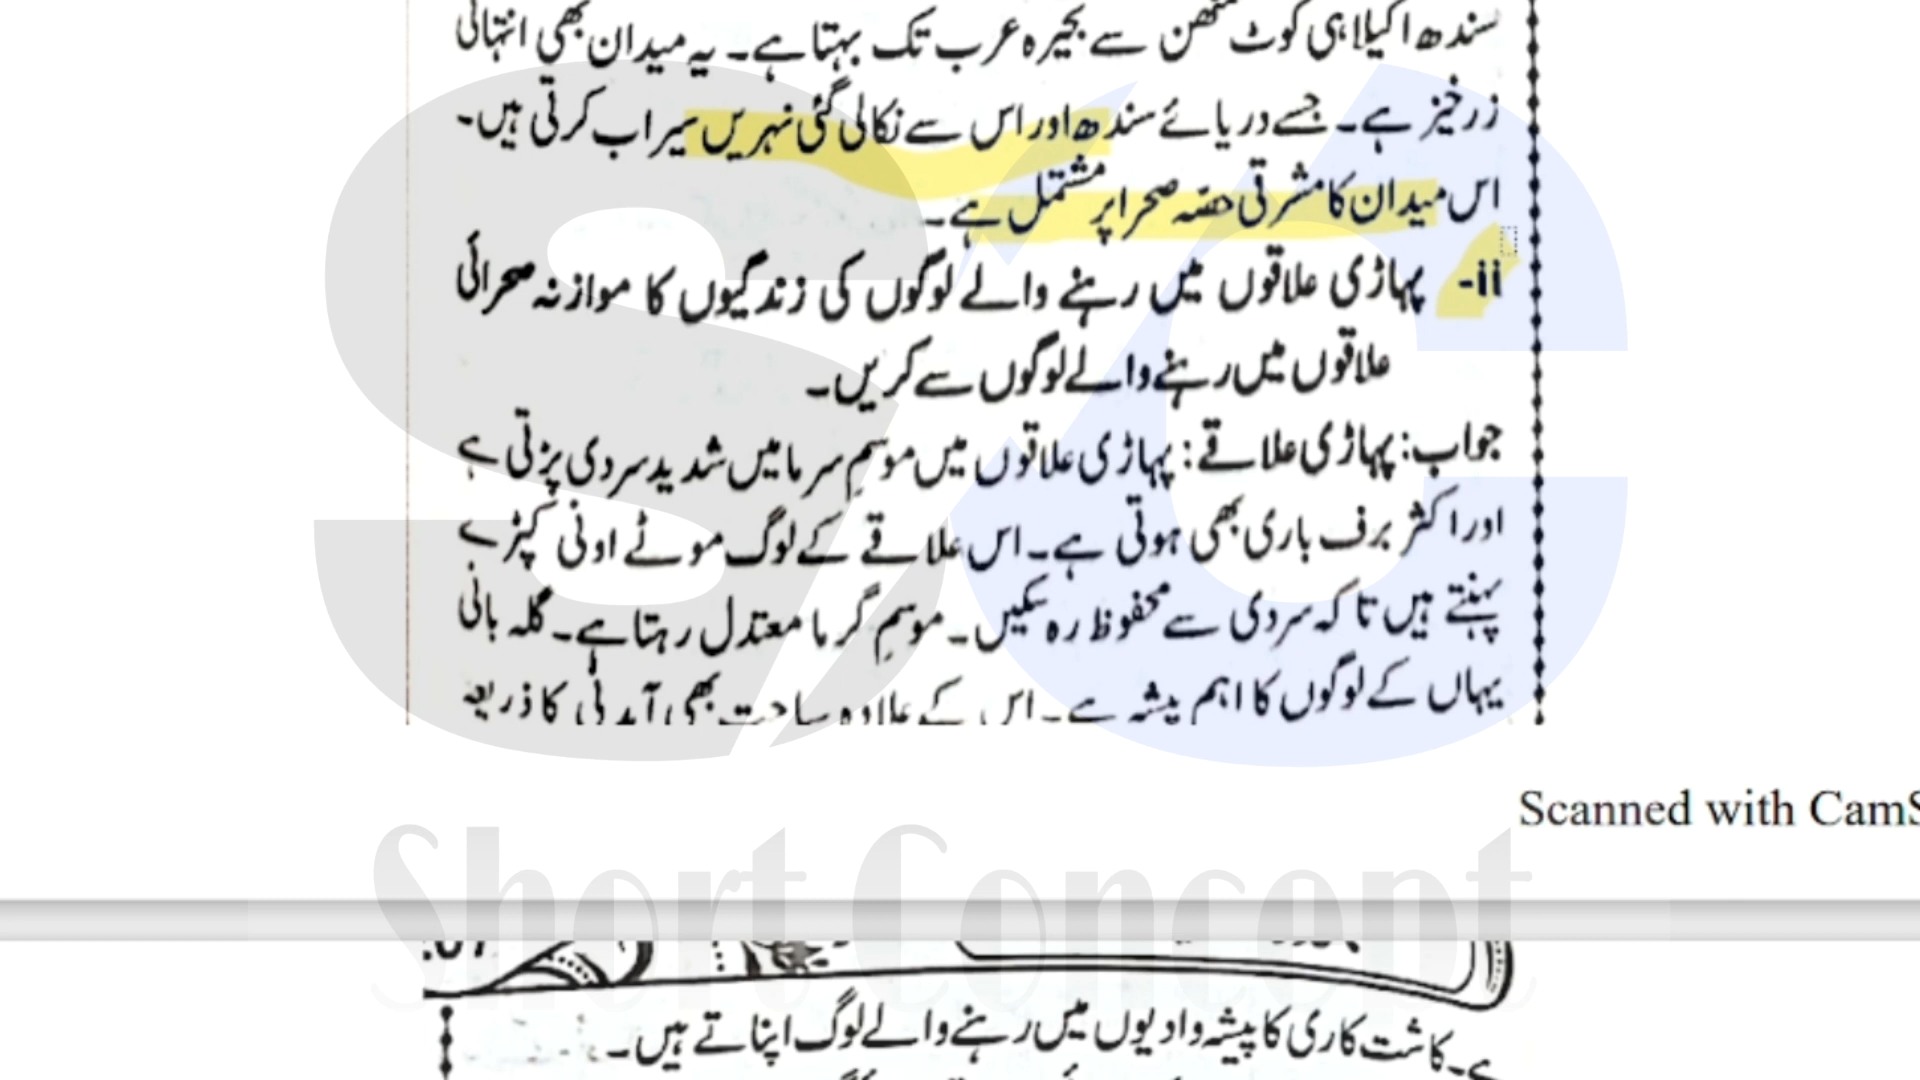 سندھ اکیلا ہی کوٹ مٹھن سے بحیرہ عرب تک بہتا ہے۔ یہ میدان بھی انتہائی
زرخیز ہے۔ جسے دریائے سندھ اور اس سے نکالی گئی نہریں سیراب کرتی ہیں۔
اس میدان کا مشرقی حصّہ صحرا پر مشتمل ہے۔
ii- پہاڑی علاقوں میں رہنے والے لوگوں کی زندگیوں کا موازنہ صحرائی
علاقوں میں رہنے والے لوگوں سے کریں۔
جواب: پہاڑی علاقے: پہاڑی علاقوں میں موسمِ سرما میں شدید سردی پڑتی ہے
اور اکثر برف باری بھی ہوتی ہے۔ اس علاقے کے لوگ موٹے اونی کپڑے
پہنتے ہیں تاکہ سردی سے محفوظ رہ سکیں۔ موسمِ گرما معتدل رہتا ہے۔ گلہ بانی
یہاں کے لوگوں کا اہم پیشہ ہے۔ اس کے علاوہ سیاحت بھی آمدنی کا ذریعہ
Scanned with CamS
Short Concept
ہے۔ کاشت کاری کا پیشہ وادیوں میں رہنے والے لوگ اپناتے ہیں۔